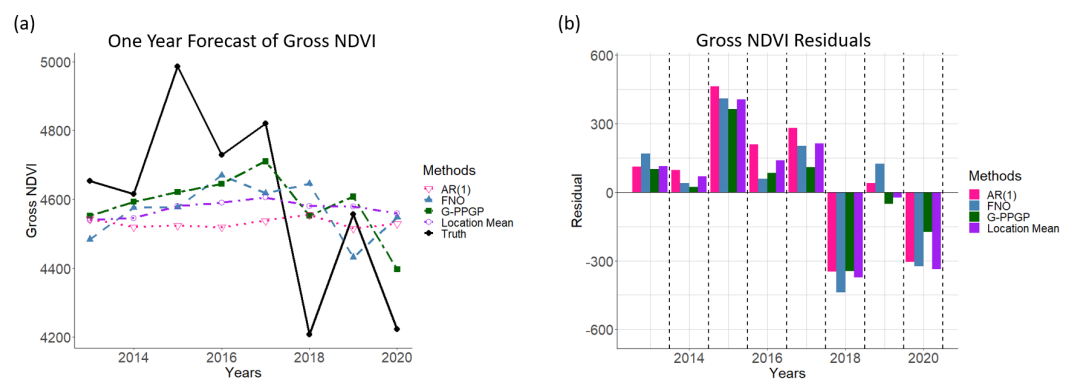 (a)
One Year Forecast of Gross NDVI
Gross NDVI
5000
4800
4600
4400
4200
2014 2016 2018 2020
Years
Methods
AR(1)
FNO
G-PPGP
Location Mean
Truth
(b)
Gross NDVI Residuals
Residual
600
300
0
-300
-600
2014 2016 2018 2020
Years
Methods
AR(1)
FNO
G-PPGP
Location Mean